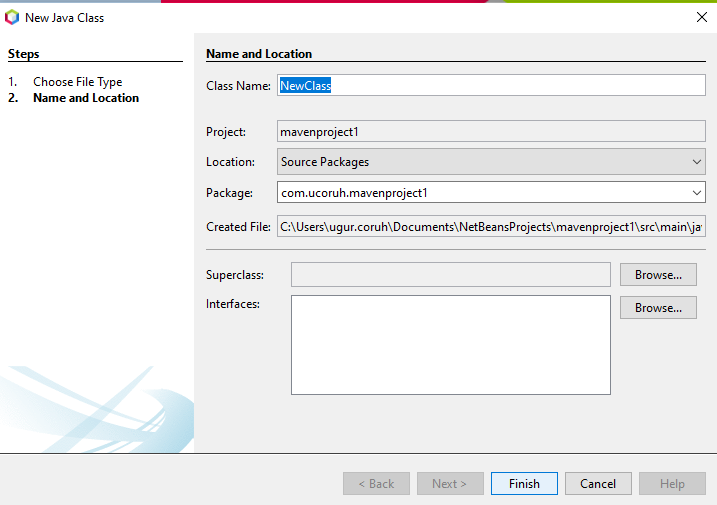 New Java Class
Steps
1. Choose File Type
2. Name and Location
Name and Location
Class Name: NewClass
Project: mavenproject1
Location: Source Packages
Package: com.ucoruh.mavenproject1
Created File: C:\Users\ugur.coruh\Documents\NetBeansProjects\mavenproject1\src\main\ja
Superclass: Browse...
Interfaces: Browse...
< Back Next > Finish Cancel Help